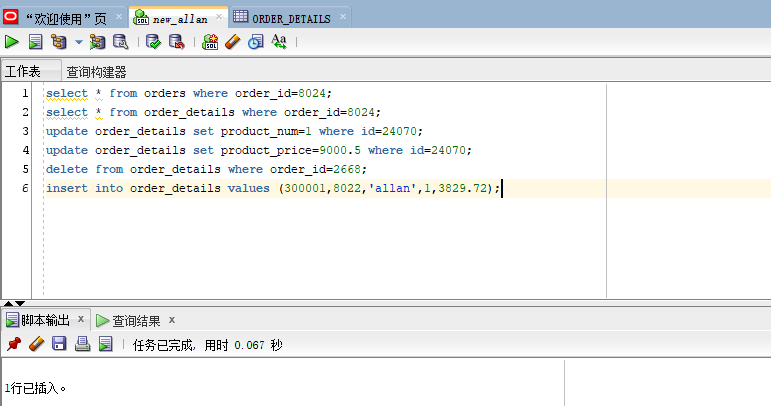 “欢迎使用”页 × new_allan × ORDER_DETAILS ×
SQL SQL Aa
工作表 查询构建器
1 select * from orders where order_id=8024;
2 select * from order_details where order_id=8024;
3 update order_details set product_num=1 where id=24070;
4 update order_details set product_price=9000.5 where id=24070;
5 delete from order_details where order_id=2668;
6 insert into order_details values (300001,8022,'allan',1,3829.72);
脚本输出 x 查询结果 x
任务已完成, 用时 0.067 秒
1行已插入。